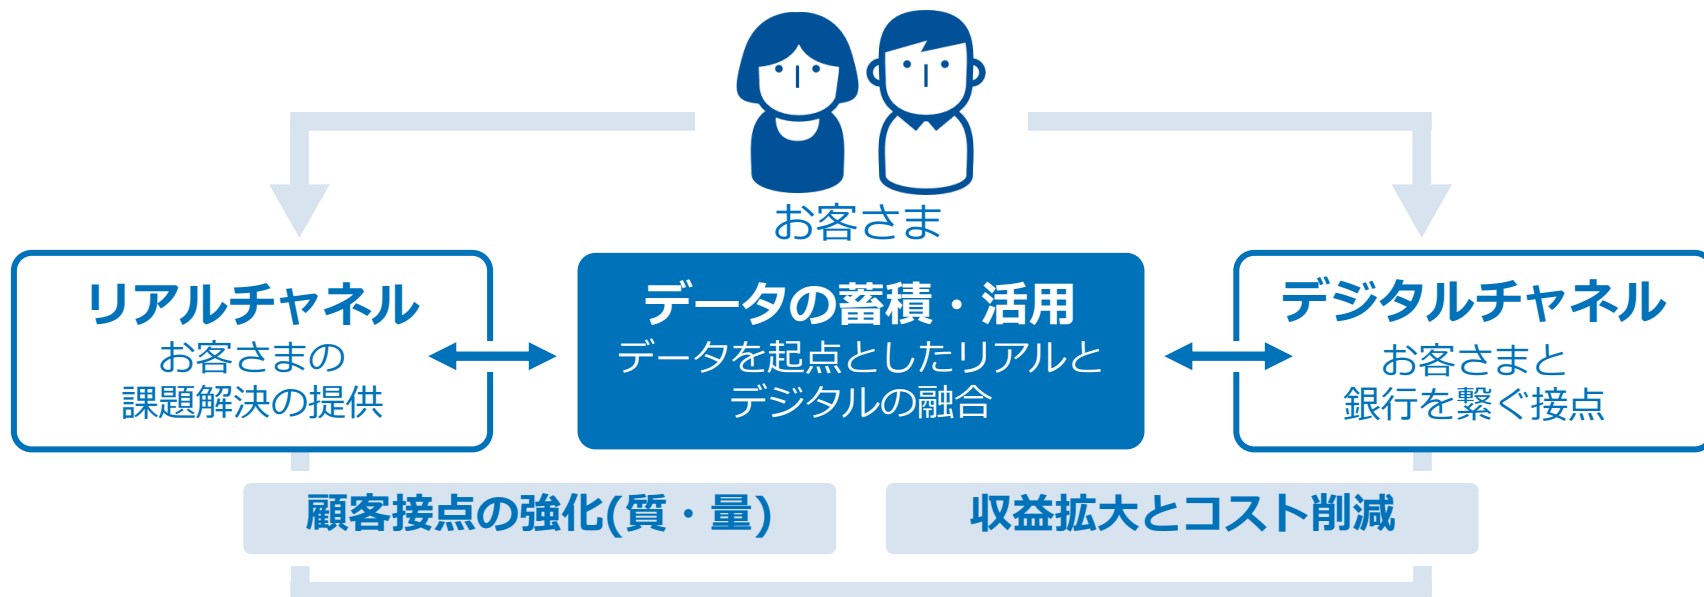 お客さま
リアルチャネル
お客さまの
課題解決の提供
データの蓄積・活用
データを起点としたリアルと
デジタルの融合
デジタルチャネル
お客さまと
銀行を繋ぐ接点
顧客接点の強化(質・量)
収益拡大とコスト削減